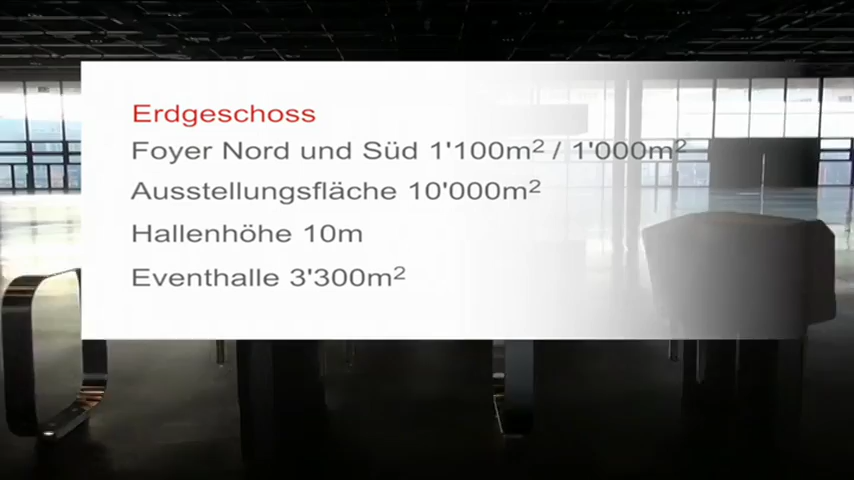 Erdgeschoss
Foyer Nord und Süd 1'100m² / 1'000m²
Ausstellungsfläche 10'000m²
Hallenhöhe 10m
Eventhalle 3'300m²